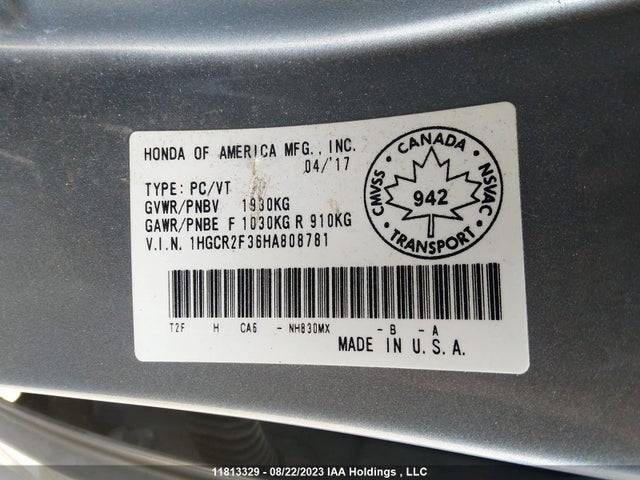 HONDA OF AMERICA MFG., INC.
04/'17
TYPE: PC/VT
GVWR/PNBV 1930KG
GAWR/PNBE F 1030KG R 910KG
V.I.N. 1HGCR2F36HA808781
CANADA
CMVSS
942
NSVAC
TRANSPORT
T2F H CA6 - NH830MX - B - A
MADE IN U.S.A.
11813329 - 08/22/2023 IAA Holdings , LLC